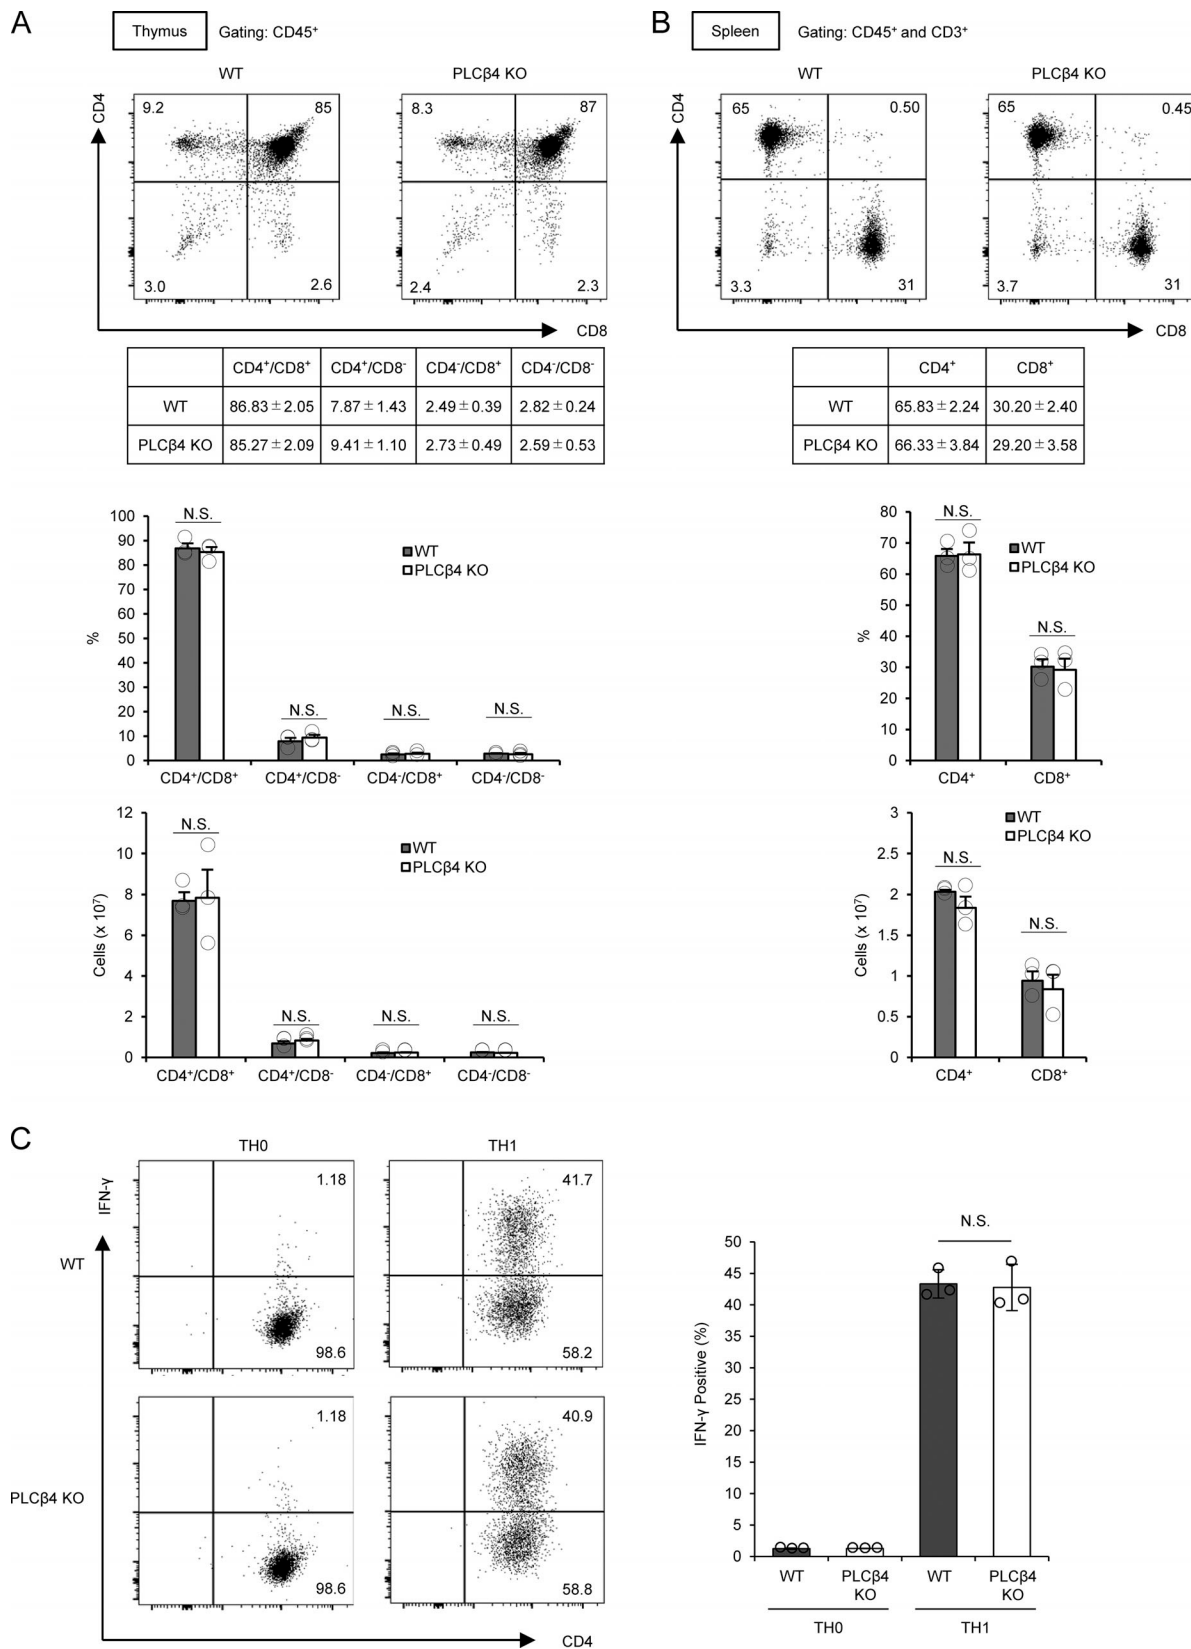 A
Thymus
Gating: CD45⁺
WT
PLCβ4 KO
CD4
9.2
85
3.0
2.6
8.3
87
2.4
2.3
CD8
CD4⁺/CD8⁺ CD4⁺/CD8⁻ CD4⁻/CD8⁺ CD4⁻/CD8⁻
WT 86.83±2.05 7.87±1.43 2.49±0.39 2.82±0.24
PLCβ4 KO 85.27±2.09 9.41±1.10 2.73±0.49 2.59±0.53
%
100
90
80
70
60
50
40
30
20
10
0
N.S.
N.S.
N.S.
N.S.
WT
PLCβ4 KO
CD4⁺/CD8⁺ CD4⁺/CD8⁻ CD4⁻/CD8⁺ CD4⁻/CD8⁻
Cells (x 10⁷)
12
10
8
6
4
2
0
N.S.
N.S.
N.S.
N.S.
WT
PLCβ4 KO
CD4⁺/CD8⁺ CD4⁺/CD8⁻ CD4⁻/CD8⁺ CD4⁻/CD8⁻
B
Spleen
Gating: CD45⁺ and CD3⁺
WT
PLCβ4 KO
CD4
65
0.50
3.3
31
65
0.45
3.7
31
CD8
CD4⁺ CD8⁺
WT 65.83±2.24 30.20±2.40
PLCβ4 KO 66.33±3.84 29.20±3.58
%
80
70
60
50
40
30
20
10
0
N.S.
N.S.
WT
PLCβ4 KO
CD4⁺ CD8⁺
Cells (x 10⁷)
3
2.5
2
1.5
1
0.5
0
N.S.
N.S.
WT
PLCβ4 KO
CD4⁺ CD8⁺
C
TH0
TH1
IFN-γ
WT
1.18
98.6
41.7
58.2
PLCβ4 KO
1.18
98.6
40.9
58.8
CD4
IFN-γ Positive (%)
50
45
40
35
30
25
20
15
10
5
0
N.S.
WT
PLCβ4
KO
WT
PLCβ4
KO
TH0
TH1